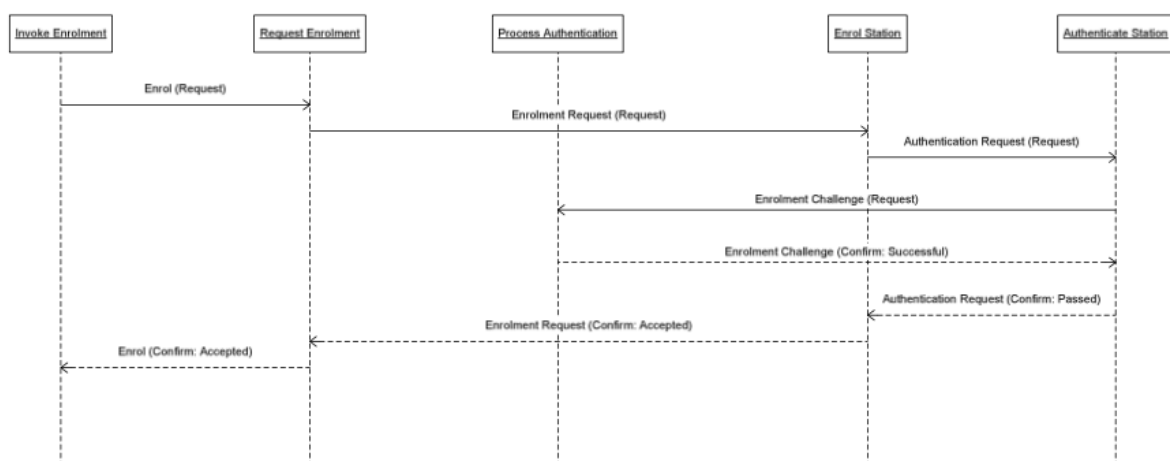 Invoke Enrolment
Request Enrolment
Process Authentication
Enrol Station
Authenticate Station
Enrol (Request)
Enrolment Request (Request)
Authentication Request (Request)
Enrolment Challenge (Request)
Enrolment Challenge (Confirm: Successful)
Authentication Request (Confirm: Passed)
Enrolment Request (Confirm: Accepted)
Enrol (Confirm: Accepted)